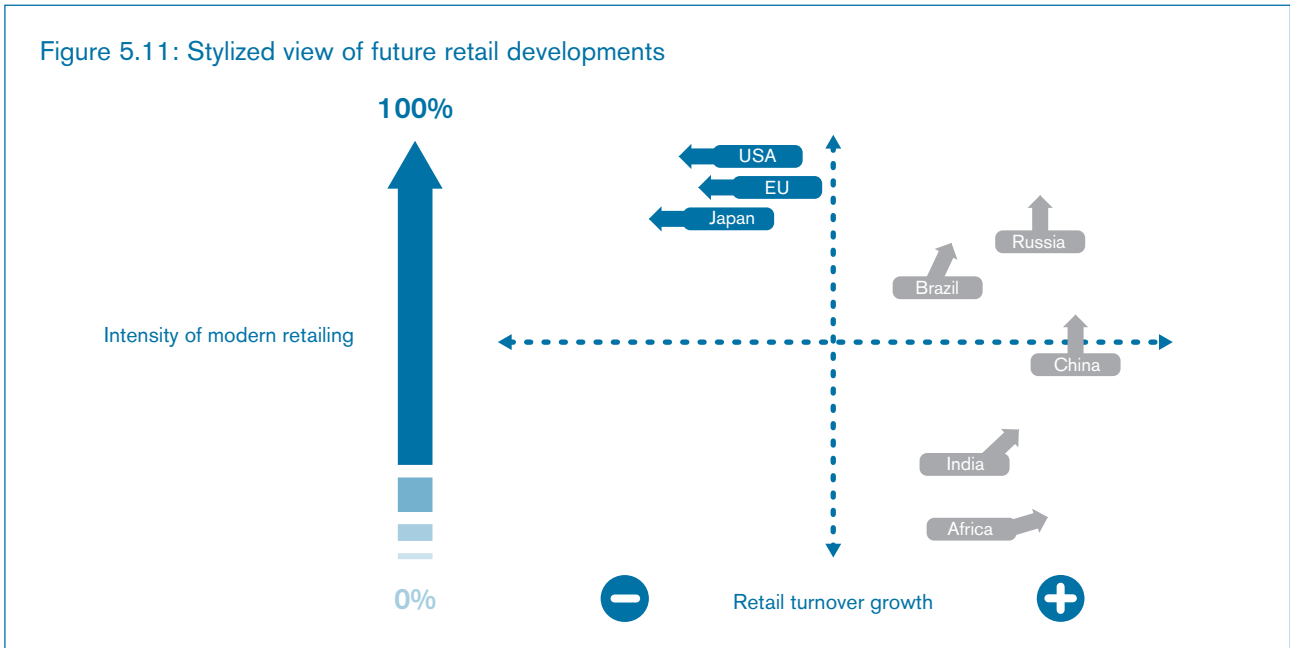 Figure 5.11: Stylized view of future retail developments
100%
USA
EU
Japan
Russia
Brazil
Intensity of modern retailing
China
India
Africa
0%
Retail turnover growth